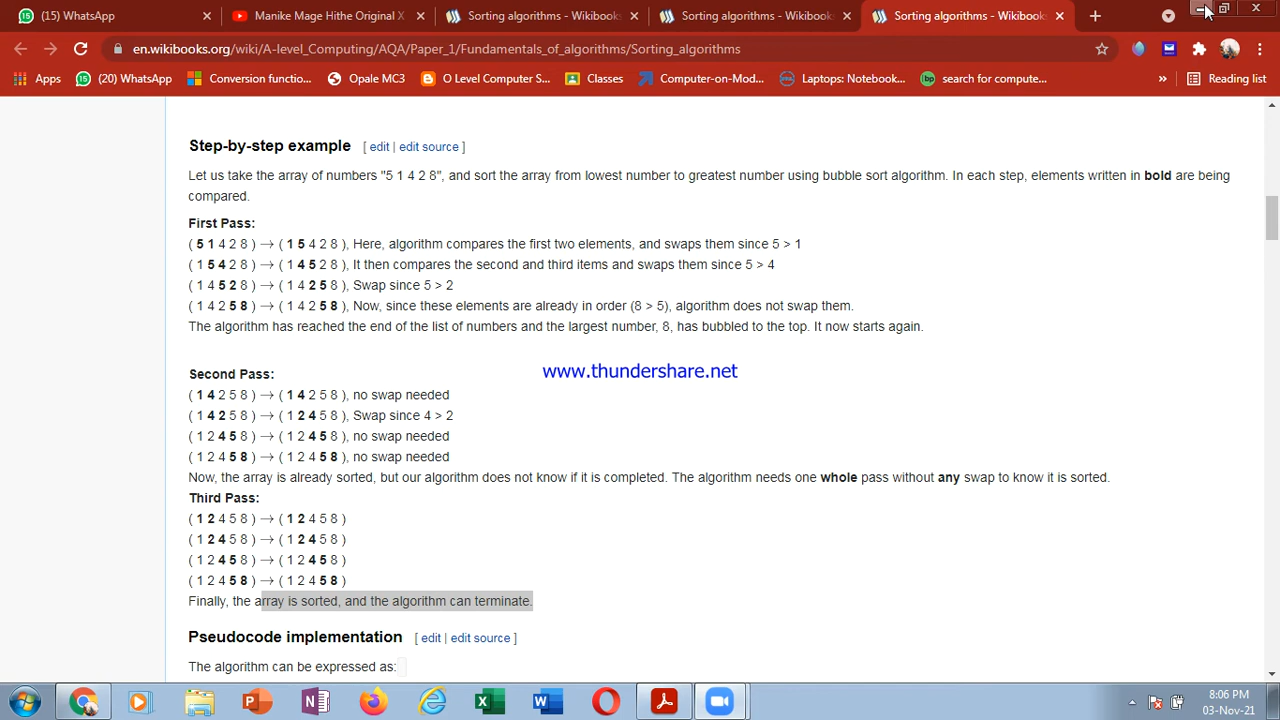 (15) WhatsApp
Manike Mage Hithe Original X
Sorting algorithms - Wikibooks
Sorting algorithms - Wikibooks
Sorting algorithms - Wikibooks
en.wikibooks.org/wiki/A-level_Computing/AQA/Paper_1/Fundamentals_of_algorithms/Sorting_algorithms
Apps
(20) WhatsApp
Conversion functio...
Opale MC3
O Level Computer S...
Classes
Computer-on-Mod...
Laptops: Notebook...
bp
search for compute...
»
Reading list
Step-by-step example [ edit | edit source ]
Let us take the array of numbers "5 1 4 2 8", and sort the array from lowest number to greatest number using bubble sort algorithm. In each step, elements written in bold are being
compared.
First Pass:
( 5 1 4 2 8 ) → ( 1 5 4 2 8 ), Here, algorithm compares the first two elements, and swaps them since 5 > 1
( 1 5 4 2 8 ) → ( 1 4 5 2 8 ), It then compares the second and third items and swaps them since 5 > 4
( 1 4 5 2 8 ) → ( 1 4 2 5 8 ), Swap since 5 > 2
( 1 4 2 5 8 ) → ( 1 4 2 5 8 ), Now, since these elements are already in order (8 > 5), algorithm does not swap them.
The algorithm has reached the end of the list of numbers and the largest number, 8, has bubbled to the top. It now starts again.
www.thundershare.net
Second Pass:
( 1 4 2 5 8 ) → ( 1 4 2 5 8 ), no swap needed
( 1 4 2 5 8 ) → ( 1 2 4 5 8 ), Swap since 4 > 2
( 1 2 4 5 8 ) → ( 1 2 4 5 8 ), no swap needed
( 1 2 4 5 8 ) → ( 1 2 4 5 8 ), no swap needed
Now, the array is already sorted, but our algorithm does not know if it is completed. The algorithm needs one whole pass without any swap to know it is sorted.
Third Pass:
( 1 2 4 5 8 ) → ( 1 2 4 5 8 )
( 1 2 4 5 8 ) → ( 1 2 4 5 8 )
( 1 2 4 5 8 ) → ( 1 2 4 5 8 )
( 1 2 4 5 8 ) → ( 1 2 4 5 8 )
Finally, the array is sorted, and the algorithm can terminate.
Pseudocode implementation [ edit | edit source ]
The algorithm can be expressed as:
8:06 PM
03-Nov-21